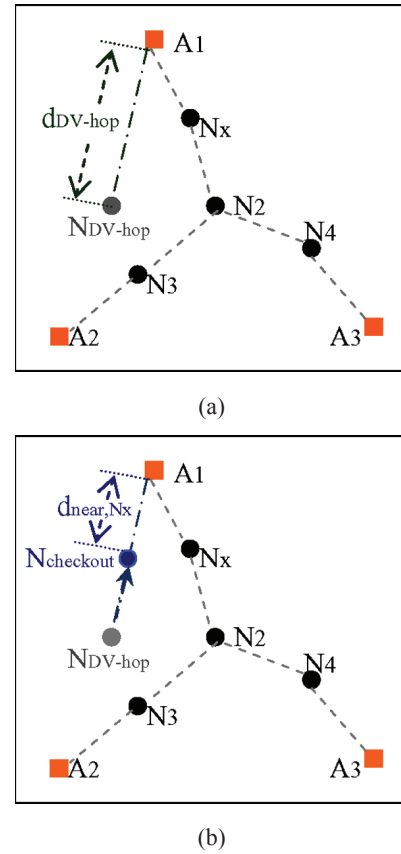 A1
dDV-hop
Nx
NDV-hop
N2
N4
N3
A2
A3
(a)
A1
dnear,Nx
Ncheckout
Nx
NDV-hop
N2
N4
N3
A2
A3
(b)